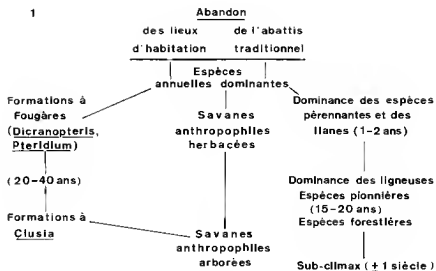 1
Abandon
des lieux d'habitation
de l'abattis traditionnel
Espèces
annuelles dominantes
Formations à
Fougères
(Dicranopteris,
Pteridium)
(20-40 ans)
Formations à
Clusia
Savanes
anthropophiles
herbacées
Savanes
anthropophiles
arborées
Dominance des espèces
pérennantes et des
lianes (1-2 ans)
Dominance des ligneuses
Espèces pionnières
(15-20 ans)
Espèces forestières
Sub-climax (+ 1 siècle)